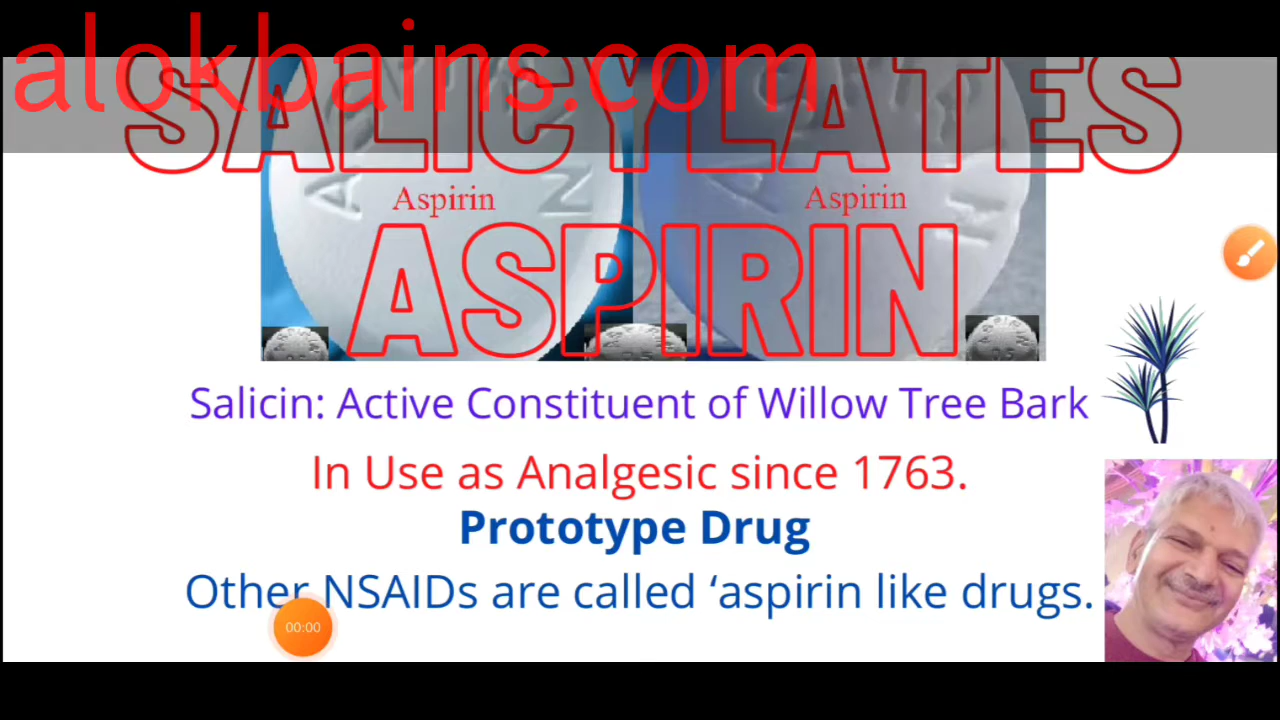 alokbains.com
SALICYLATES
Aspirin
Aspirin
ASPIRIN
Salicin: Active Constituent of Willow Tree Bark
In Use as Analgesic since 1763.
Prototype Drug
Other NSAIDs are called ‘aspirin like drugs.
00:00